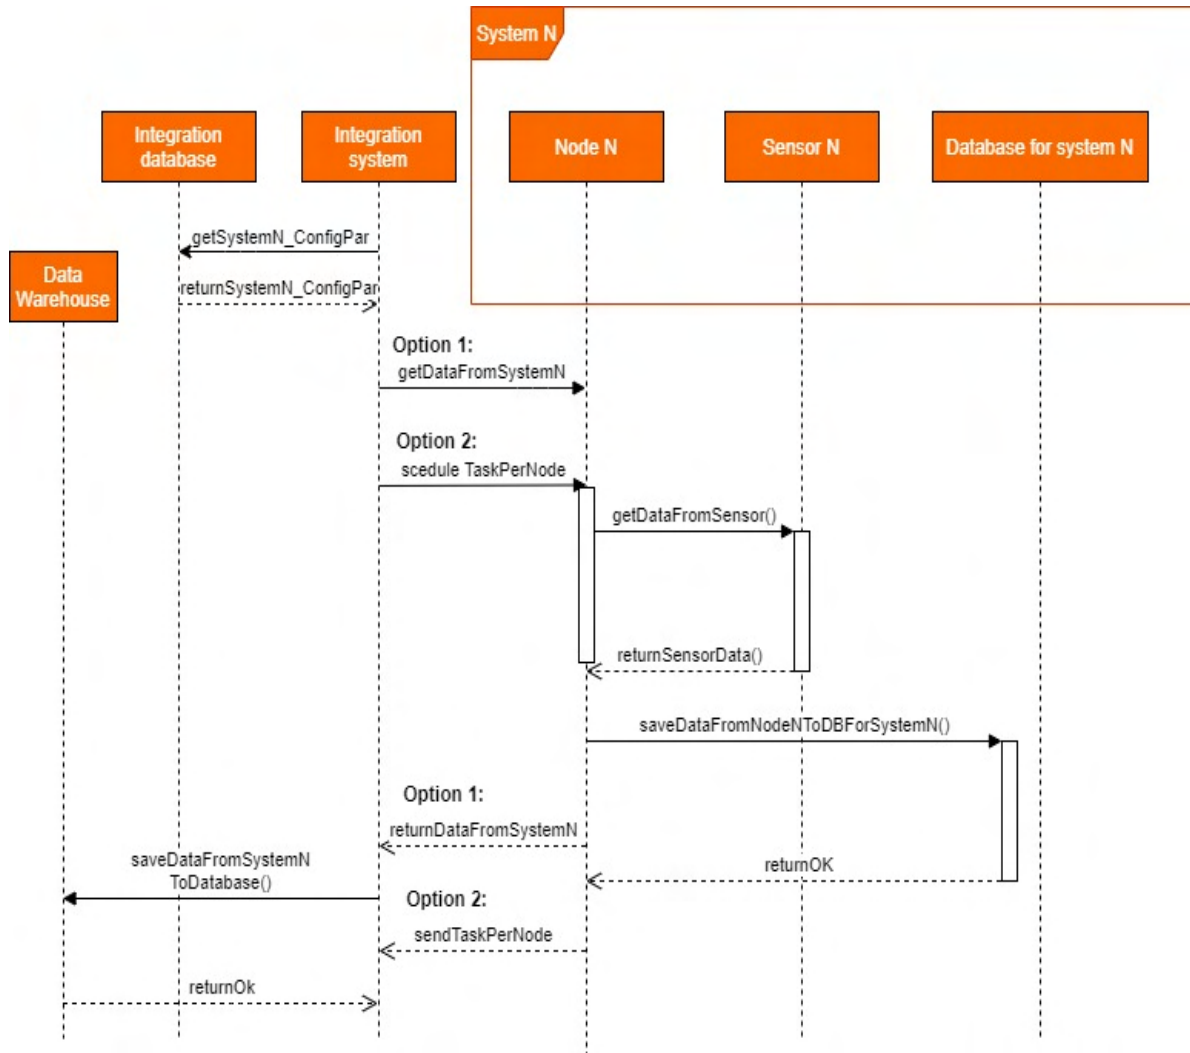 System N
Integration
database
Integration
system
Node N
Sensor N
Database for system N
getSystemN_ConfigPar
Data
Warehouse
returnSystemN_ConfigPar
Option 1:
getDataFromSystemN
Option 2:
scedule TaskPerNode
getDataFromSensor()
returnSensorData()
saveDataFromNodeNToDBForSystemN()
Option 1:
returnDataFromSystemN
saveDataFromSystemN
ToDatabase()
returnOK
Option 2:
sendTaskPerNode
returnOk